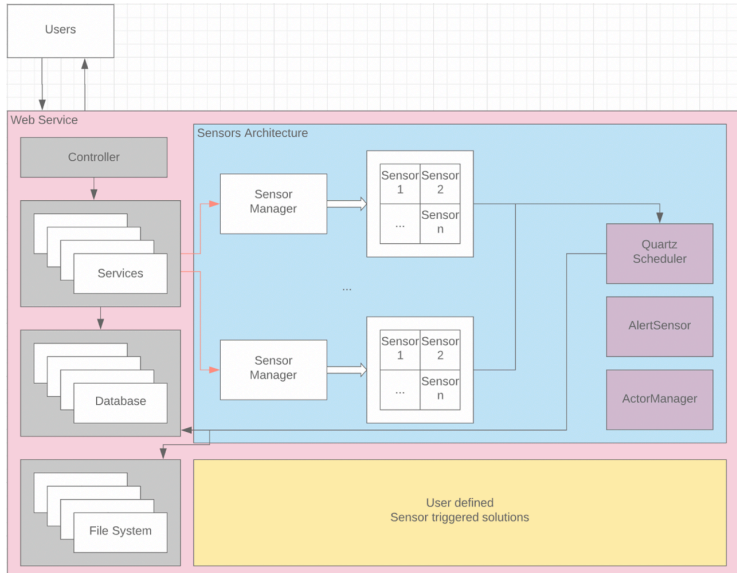 Users
Web Service
Controller
Services
Database
File System
Sensors Architecture
Sensor
Manager
Sensor
1
Sensor
2
...
Sensor
n
...
Sensor
Manager
Sensor
1
Sensor
2
...
Sensor
n
Quartz
Scheduler
AlertSensor
ActorManager
User defined
Sensor triggered solutions